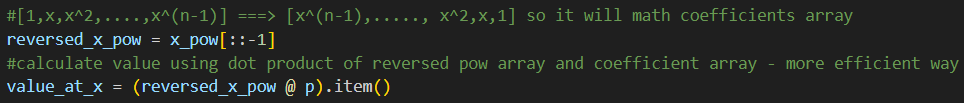 #[1,x,x^2,....,x^(n-1)] ===> [x^(n-1),....., x^2,x,1] so it will math coefficients array
reversed_x_pow = x_pow[::-1]
#calculate value using dot product of reversed pow array and coefficient array - more efficient way
value_at_x = (reversed_x_pow @ p).item()